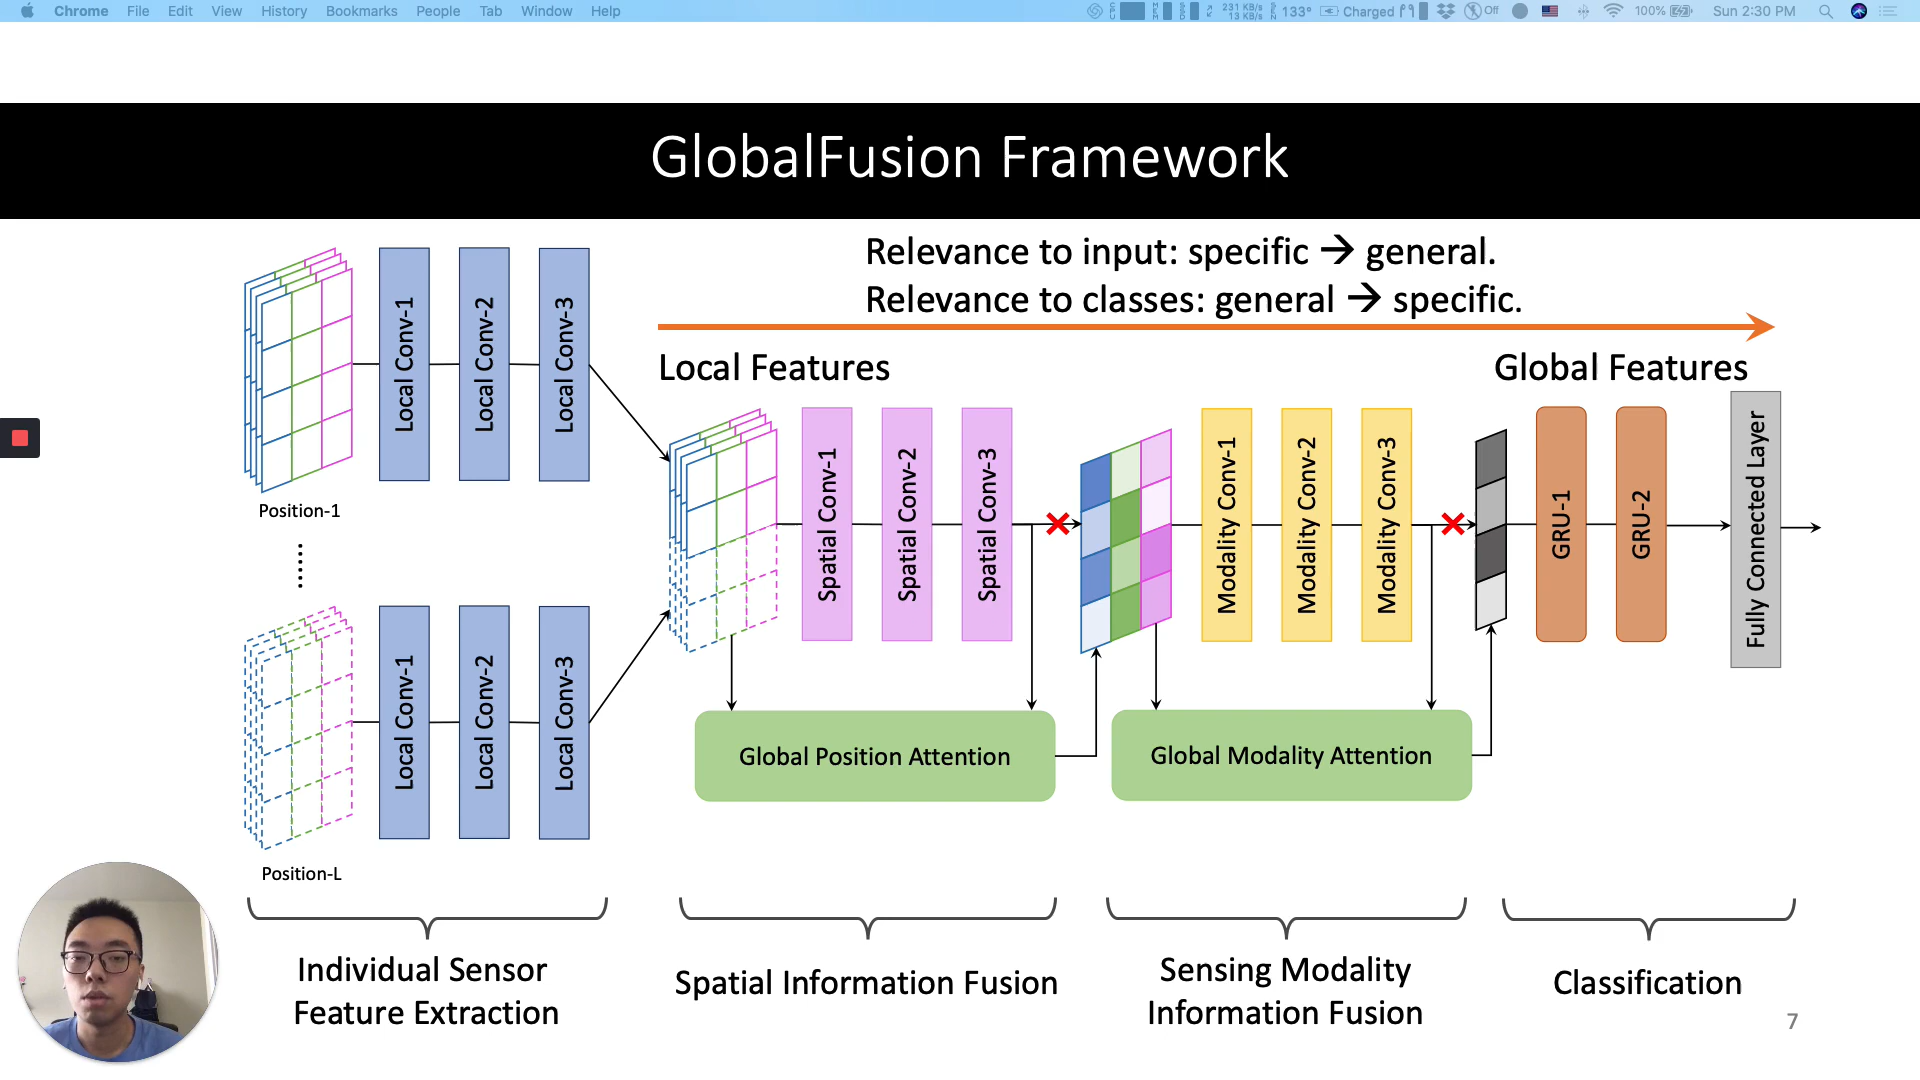 Chrome File Edit View History Bookmarks People Tab Window Help
231 KB/s
13 KB/s
133° Charged Off 100% Sun 2:30 PM
GlobalFusion Framework
Relevance to input: specific → general.
Relevance to classes: general → specific.
Local Features
Global Features
Local Conv-1
Local Conv-2
Local Conv-3
Position-1
Local Conv-1
Local Conv-2
Local Conv-3
Position-L
Spatial Conv-1
Spatial Conv-2
Spatial Conv-3
Modality Conv-1
Modality Conv-2
Modality Conv-3
GRU-1
GRU-2
Fully Connected Layer
Global Position Attention
Global Modality Attention
Individual Sensor
Feature Extraction
Spatial Information Fusion
Sensing Modality
Information Fusion
Classification
7